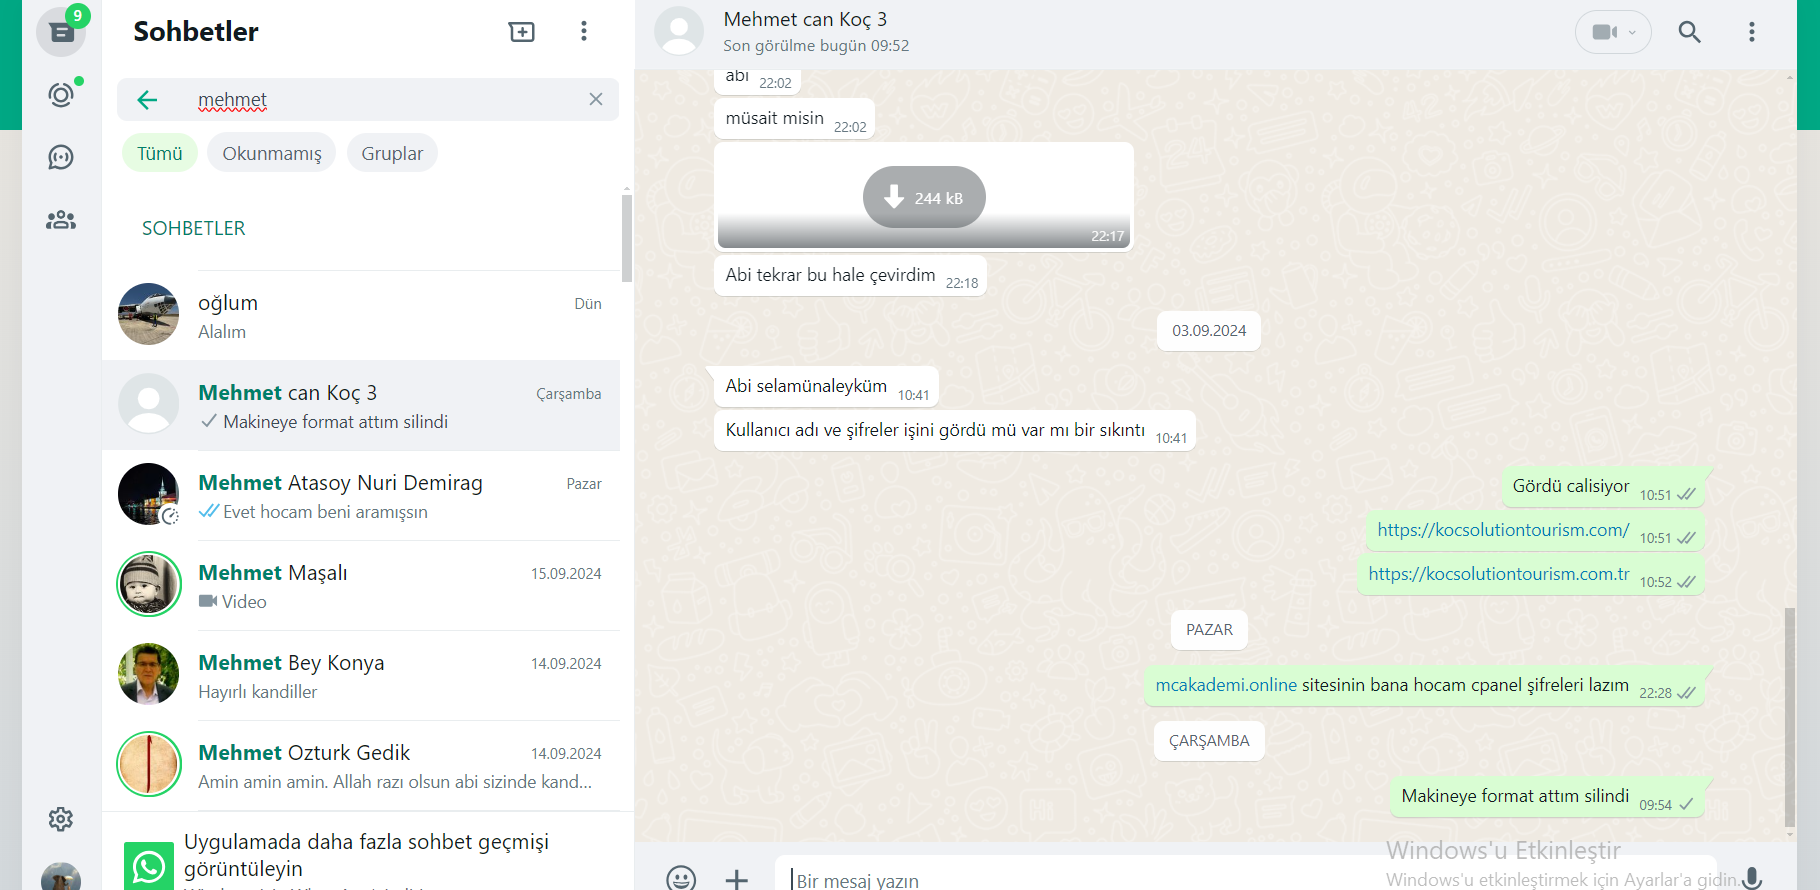 9
Sohbetler
mehmet
Tümü
Okunmamış
Gruplar
SOHBETLER
oğlum
Dün
Alalım
Mehmet can Koç 3
Çarşamba
Makineye format attım silindi
Mehmet Atasoy Nuri Demirag
Pazar
Evet hocam beni aramışsın
Mehmet Maşalı
15.09.2024
Video
Mehmet Bey Konya
14.09.2024
Hayırlı kandiller
Mehmet Ozturk Gedik
14.09.2024
Amin amin amin. Allah razı olsun abi sizinde kand...
Uygulamada daha fazla sohbet geçmişi
görüntüleyin
Mehmet can Koç 3
Son görülme bugün 09:52
abi 22:02
müsait misin 22:02
244 kB
22:17
Abi tekrar bu hale çevirdim 22:18
03.09.2024
Abi selamünaleyküm 10:41
Kullanıcı adı ve şifreler işini gördü mü var mı bir sıkıntı 10:41
Gördü calisiyor 10:51
https://kocsolutiontourism.com/ 10:51
https://kocsolutiontourism.com.tr 10:52
PAZAR
mcakademi.online sitesinin bana hocam cpanel şifreleri lazım 22:28
ÇARŞAMBA
Makineye format attım silindi 09:54
Windows'u Etkinleştir
Windows'u etkinleştirmek için Ayarlar'a gidin.
Bir mesaj yazın